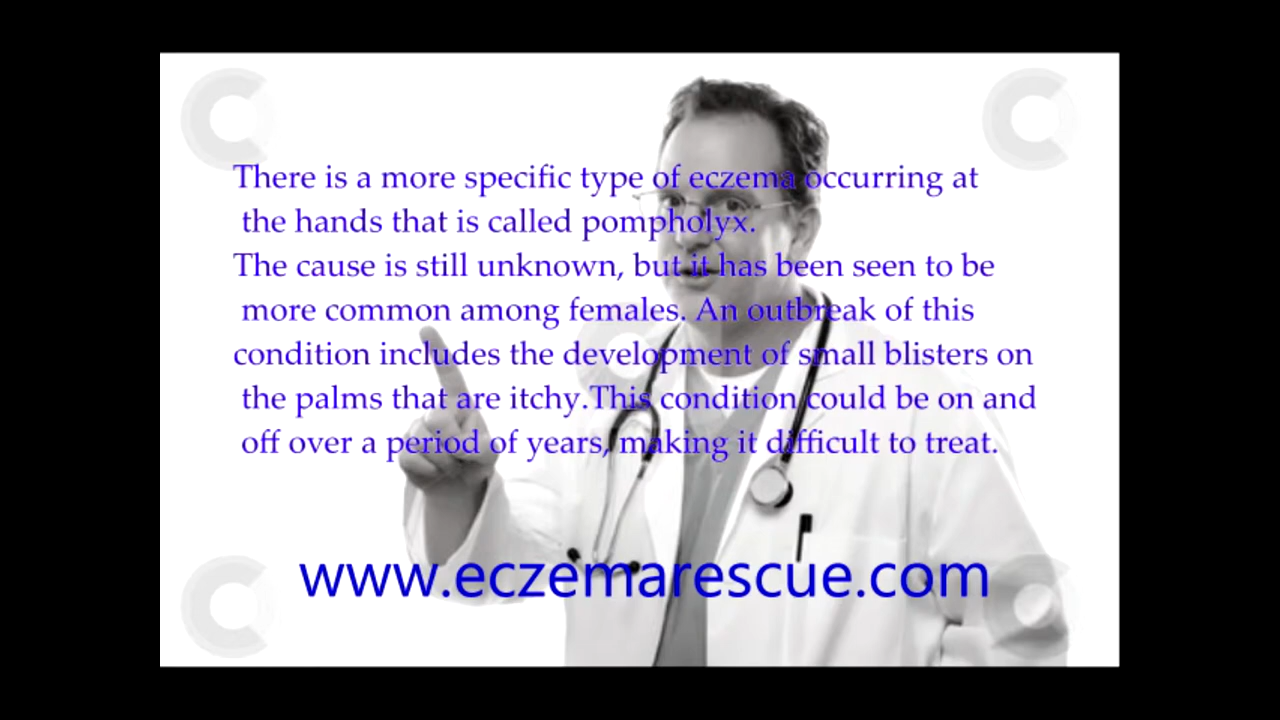 There is a more specific type of eczema occurring at
the hands that is called pompholyx.
The cause is still unknown, but it has been seen to be
more common among females. An outbreak of this
condition includes the development of small blisters on
the palms that are itchy.This condition could be on and
off over a period of years, making it difficult to treat.
www.eczemarescue.com